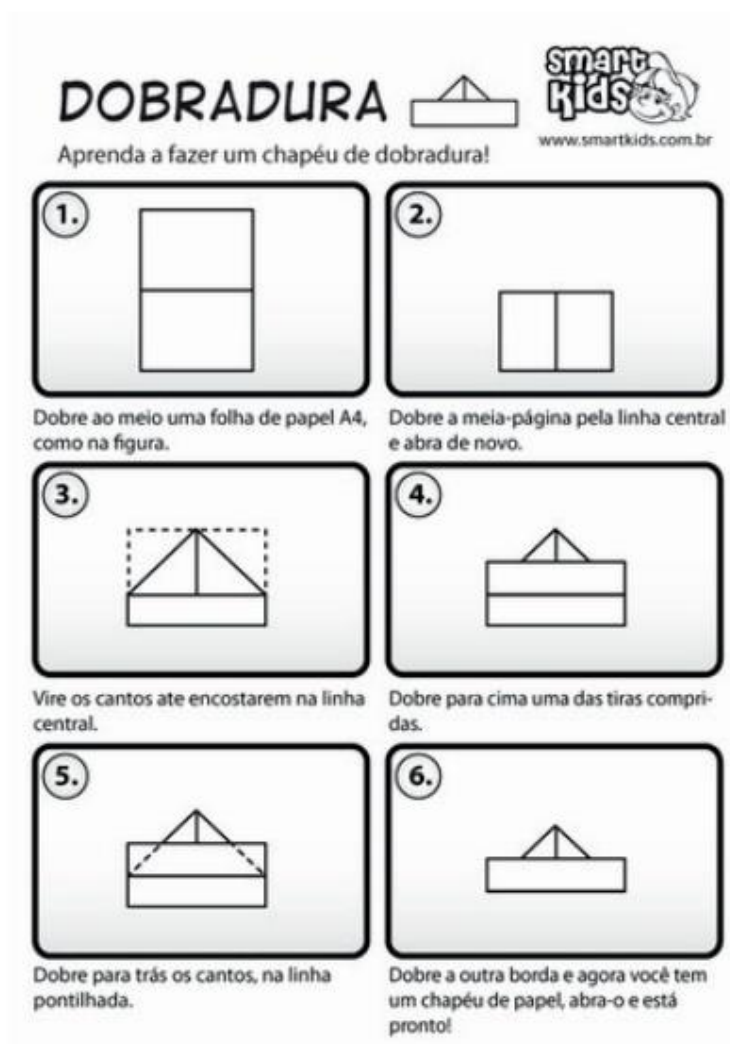 smart
kids
DOBRADURA
www.smartkids.com.br
Aprenda a fazer um chapéu de dobradura!
1.
2.
Dobre ao meio uma folha de papel A4,
como na figura.
Dobre a meia-página pela linha central
e abra de novo.
3.
4.
Vire os cantos ate encostarem na linha
central.
Dobre para cima uma das tiras compri-
das.
5.
6.
Dobre para trás os cantos, na linha
pontilhada.
Dobre a outra borda e agora você tem
um chapéu de papel, abra-o e está
pronto!